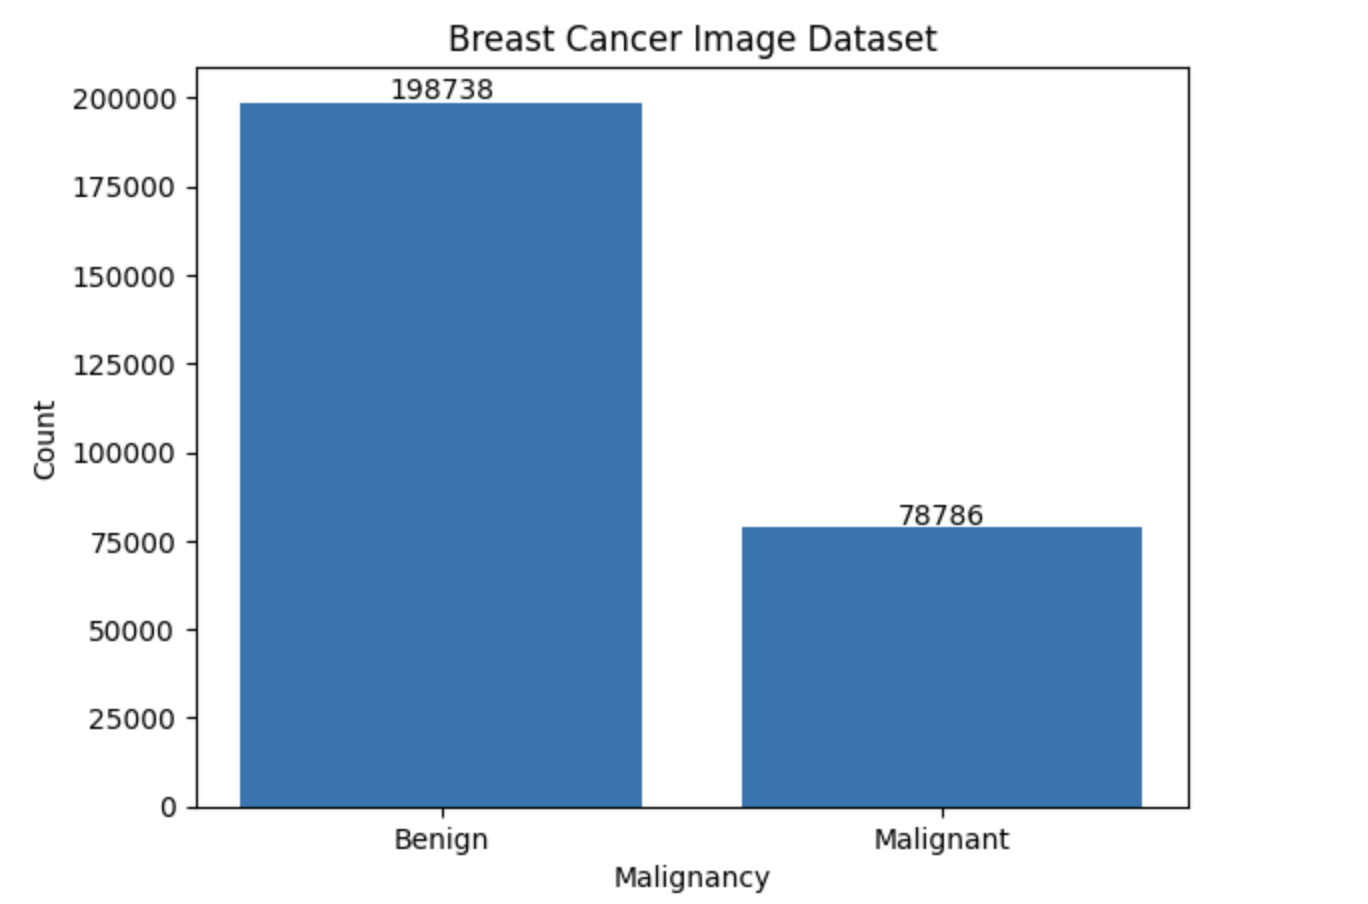 Breast Cancer Image Dataset
198738
78786
200000
175000
150000
125000
100000
75000
50000
25000
0
Count
Benign
Malignant
Malignancy